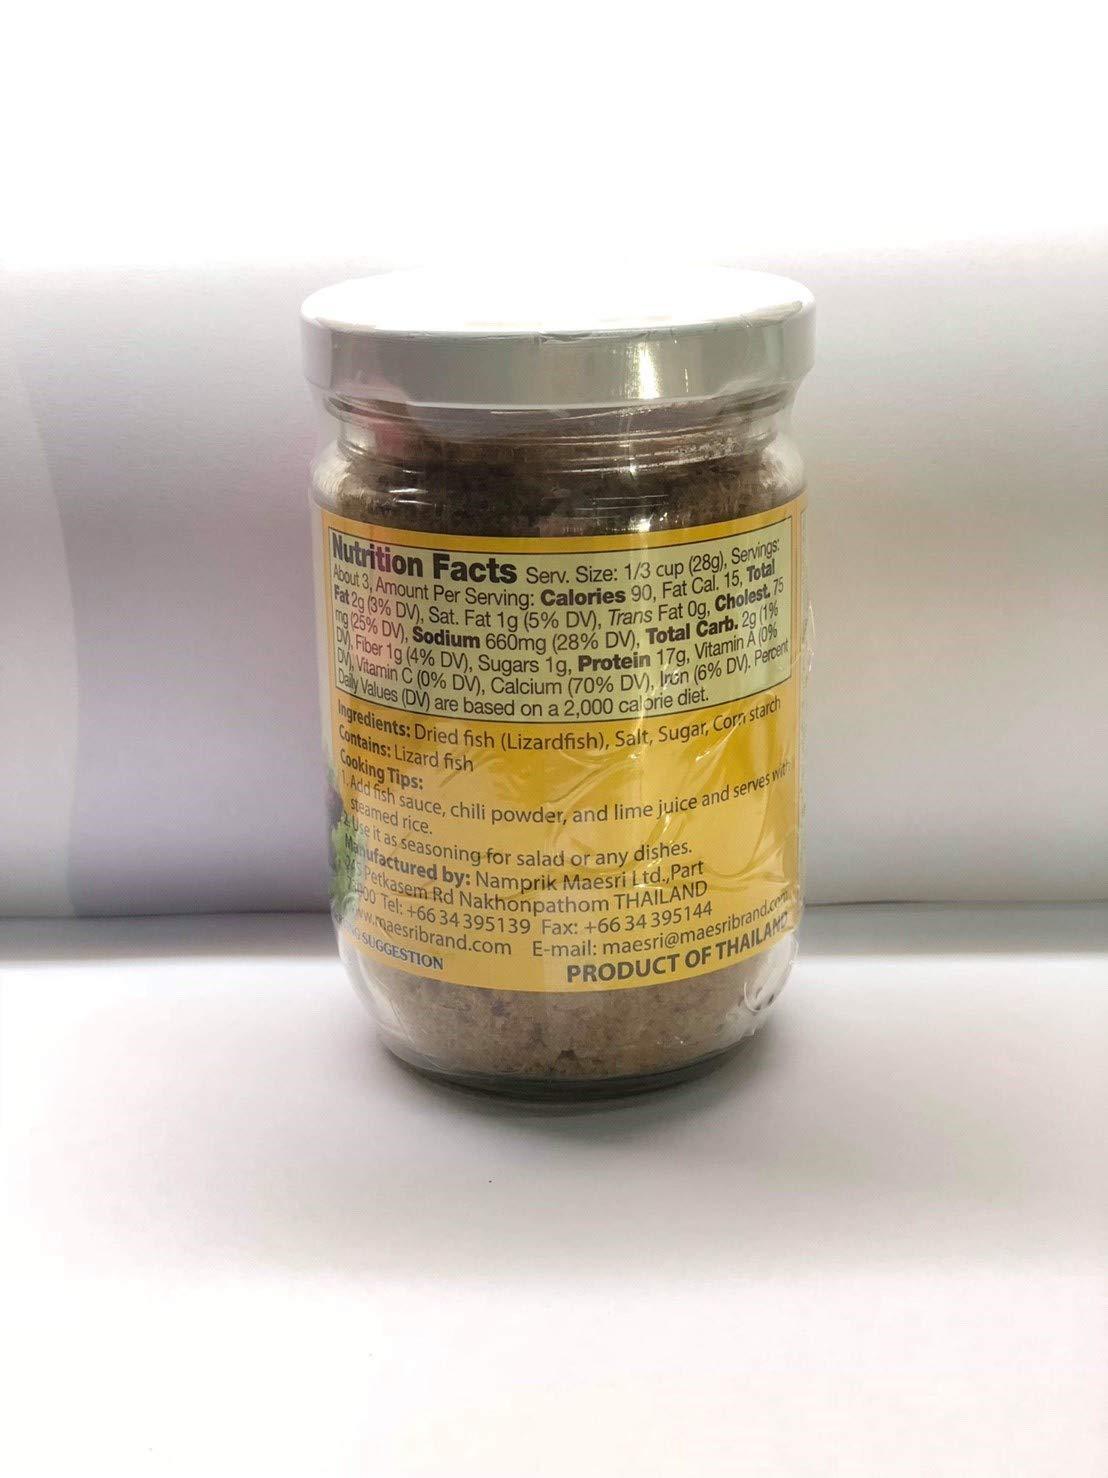 Nutrition Facts Serv. Size: 1/3 cup (28g), Servings:
About 3, Amount Per Serving: Calories 90, Fat Cal. 15, Total
Fat 2g (3% DV), Sat. Fat 1g (5% DV), Trans Fat 0g, Cholest. 75
mg (25% DV), Sodium 660mg (28% DV), Total Carb. 2g (1%
DV), Fiber 1g (4% DV), Sugars 1g, Protein 17g, Vitamin A (0%
DV), Vitamin C (0% DV), Calcium (70% DV), Iron (6% DV). Percent
Daily Values (DV) are based on a 2,000 calorie diet.
Ingredients: Dried fish (Lizardfish), Salt, Sugar, Corn starch
Contains: Lizard fish
Cooking Tips:
1. Add fish sauce, chili powder, and lime juice and serves with
steamed rice.
2. Use it as seasoning for salad or any dishes.
Manufactured by: Namprik Maesri Ltd.,Part
Petkasem Rd Nakhonpathom THAILAND
Tel: +66 34 395139 Fax: +66 34 395144
www.maesribrand.com E-mail: maesri@maesribrand.com
SUGGESTION
PRODUCT OF THAILAND